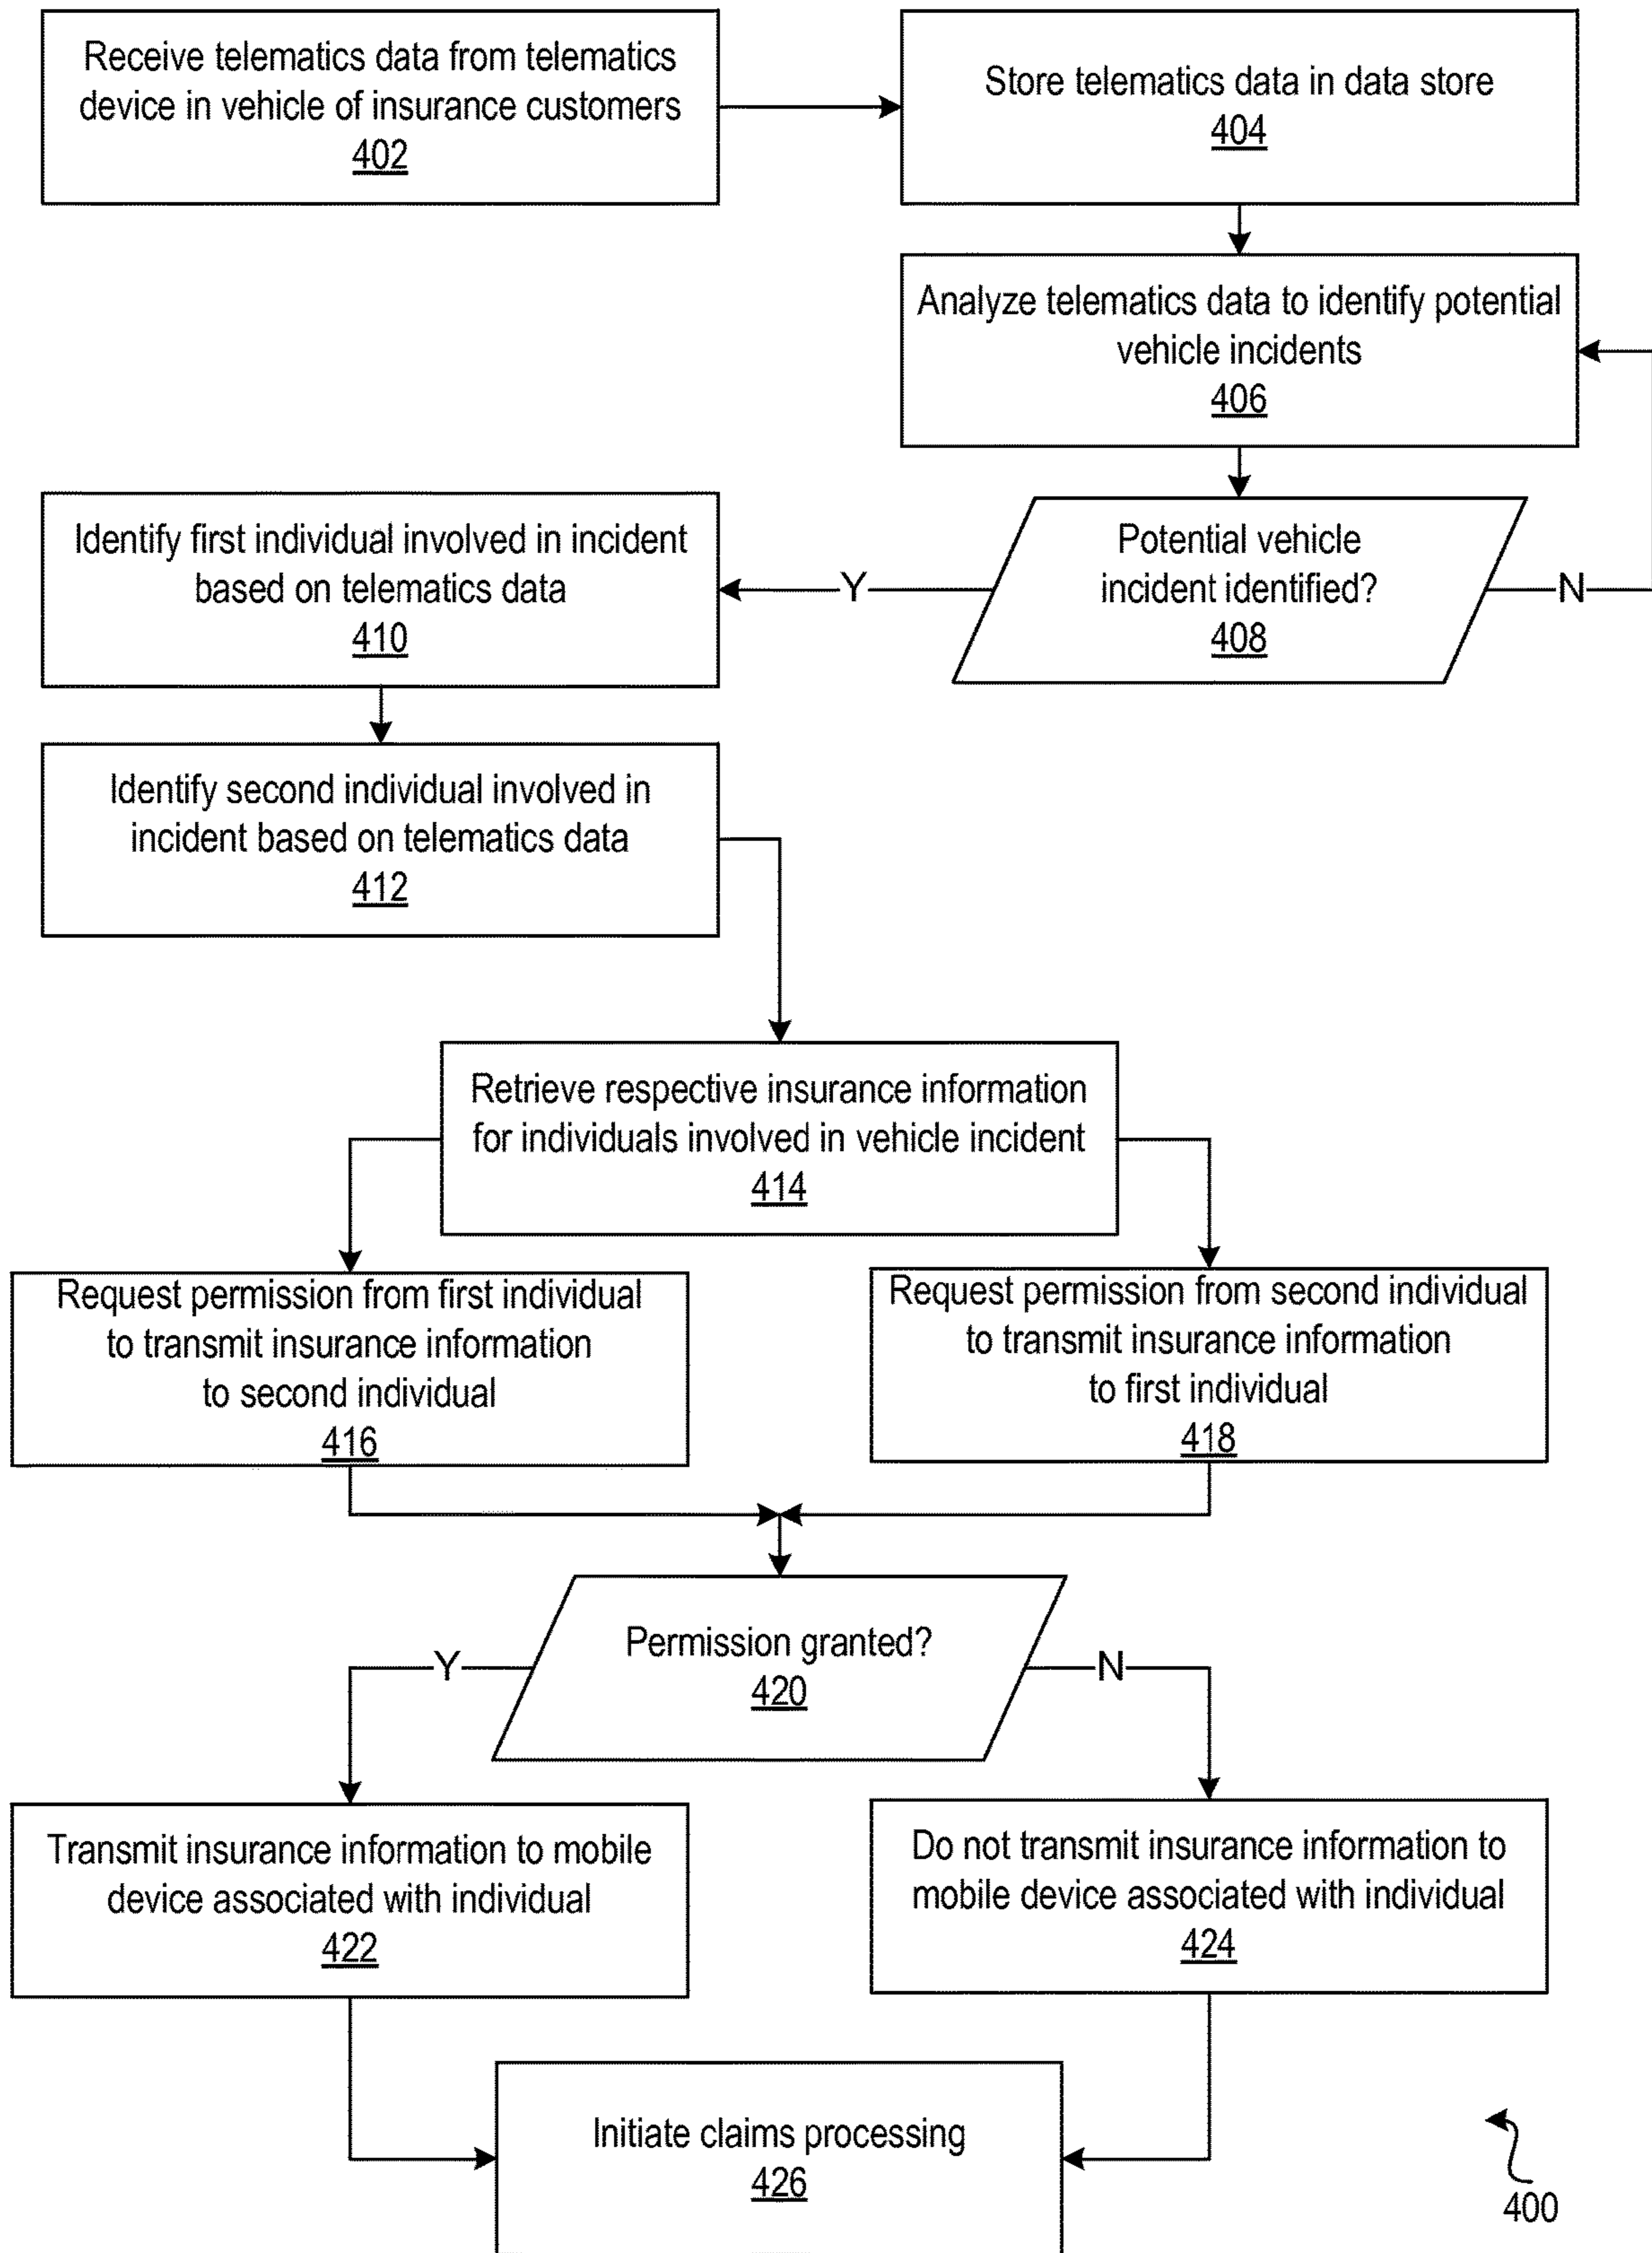 Receive telematics data from telematics
device in vehicle of insurance customers
402
Store telematics data in data store
404
Analyze telematics data to identify potential
vehicle incidents
406
Potential vehicle
incident identified?
408
Y
N
Identify first individual involved in incident
based on telematics data
410
Identify second individual involved in
incident based on telematics data
412
Retrieve respective insurance information
for individuals involved in vehicle incident
414
Request permission from first individual
to transmit insurance information
to second individual
416
Request permission from second individual
to transmit insurance information
to first individual
418
Permission granted?
420
Y
N
Transmit insurance information to mobile
device associated with individual
422
Do not transmit insurance information to
mobile device associated with individual
424
Initiate claims processing
426
400